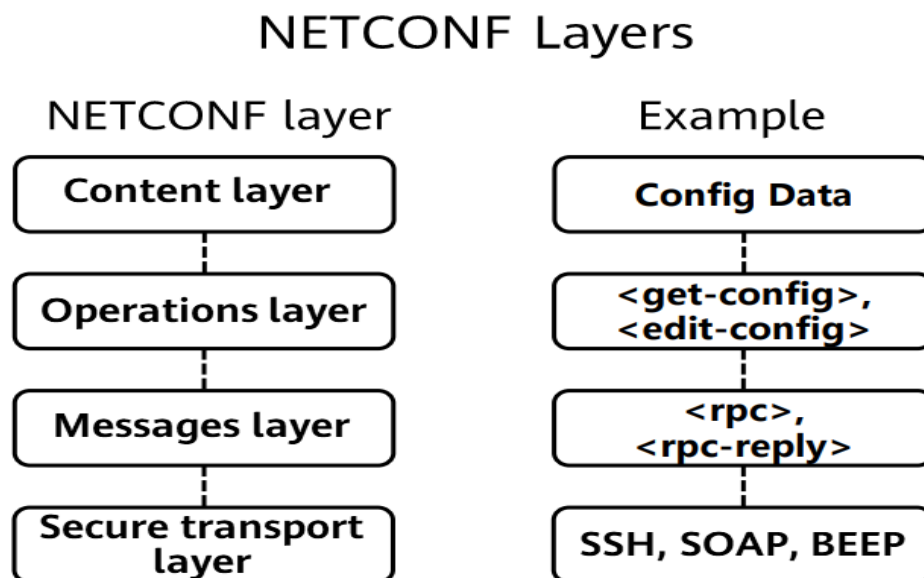 NETCONF Layers
NETCONF layer
Example
Content layer
Config Data
Operations layer
<get-config>,
<edit-config>
Messages layer
<rpc>,
<rpc-reply>
Secure transport
layer
SSH, SOAP, BEEP